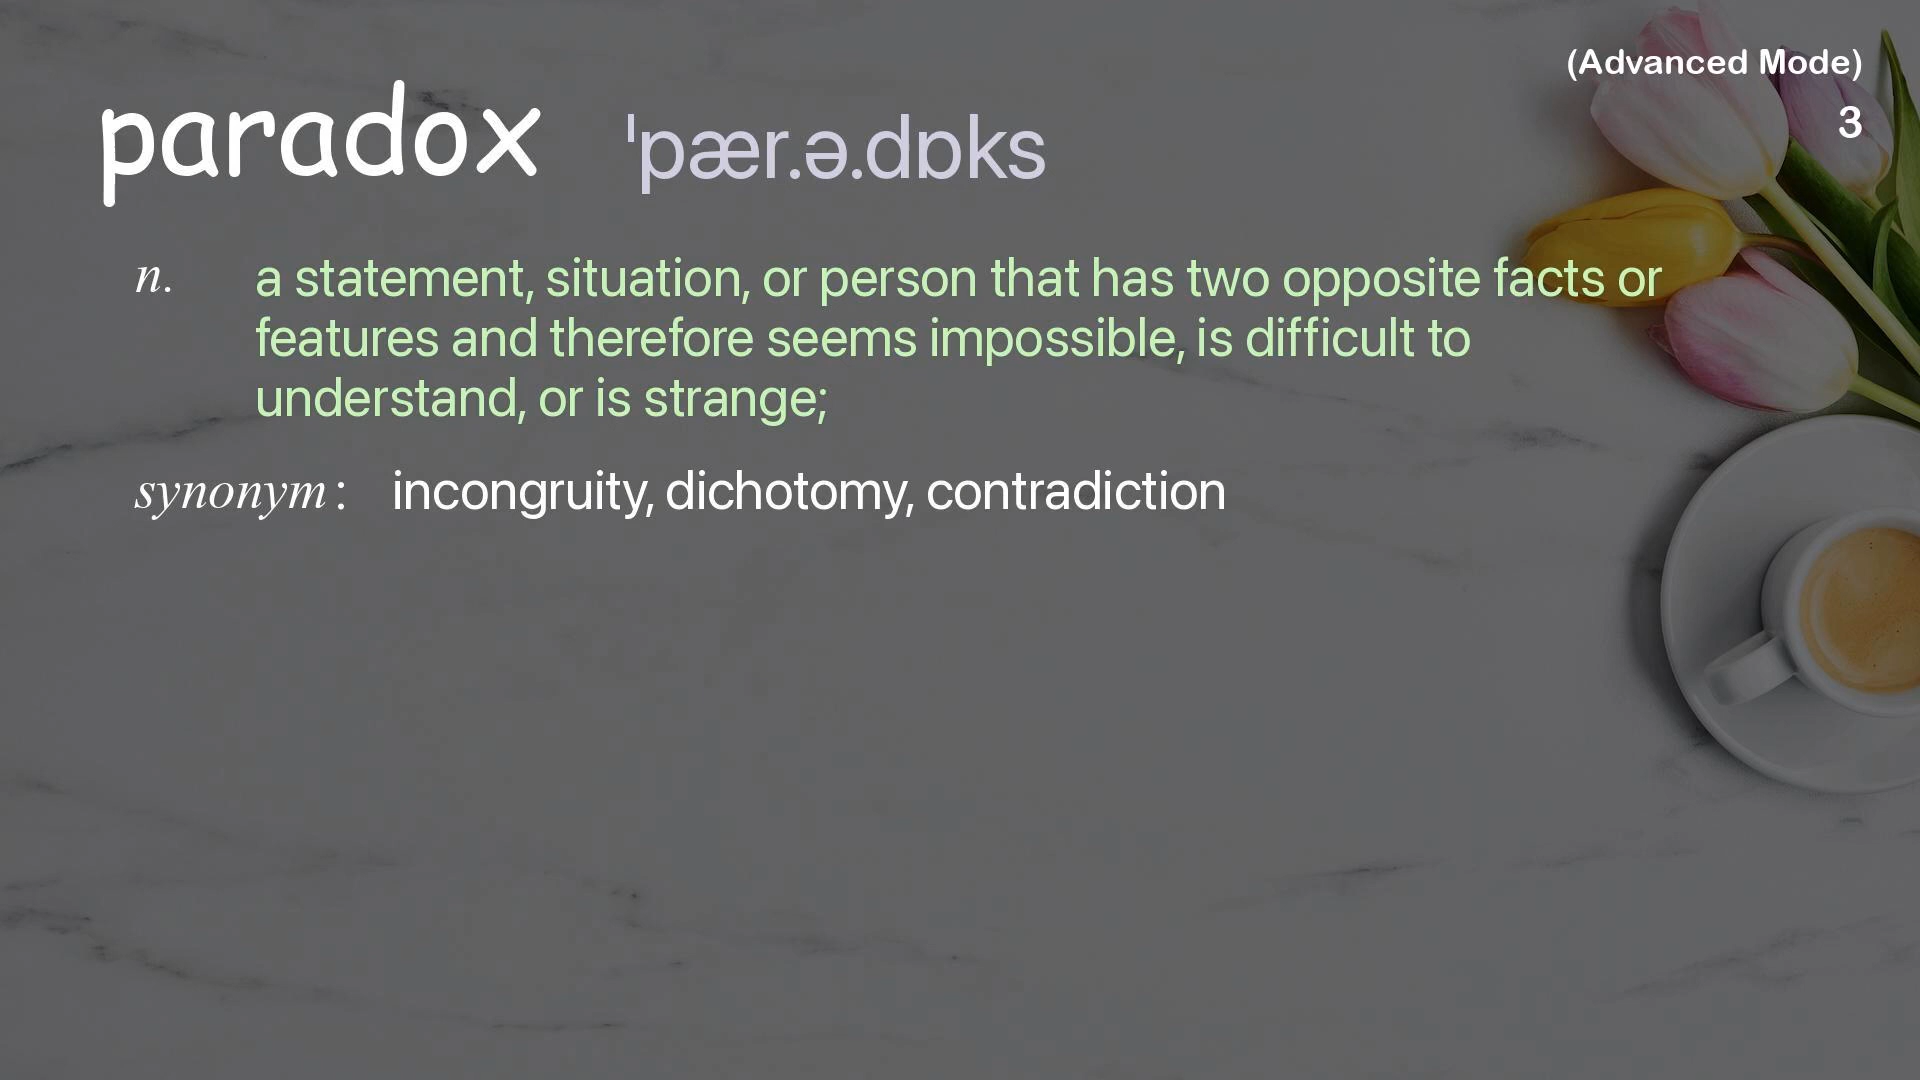 (Advanced Mode)
paradox ˈpær.ə.dɒks
3
n. a statement, situation, or person that has two opposite facts or
features and therefore seems impossible, is difficult to
understand, or is strange;
synonym: incongruity, dichotomy, contradiction